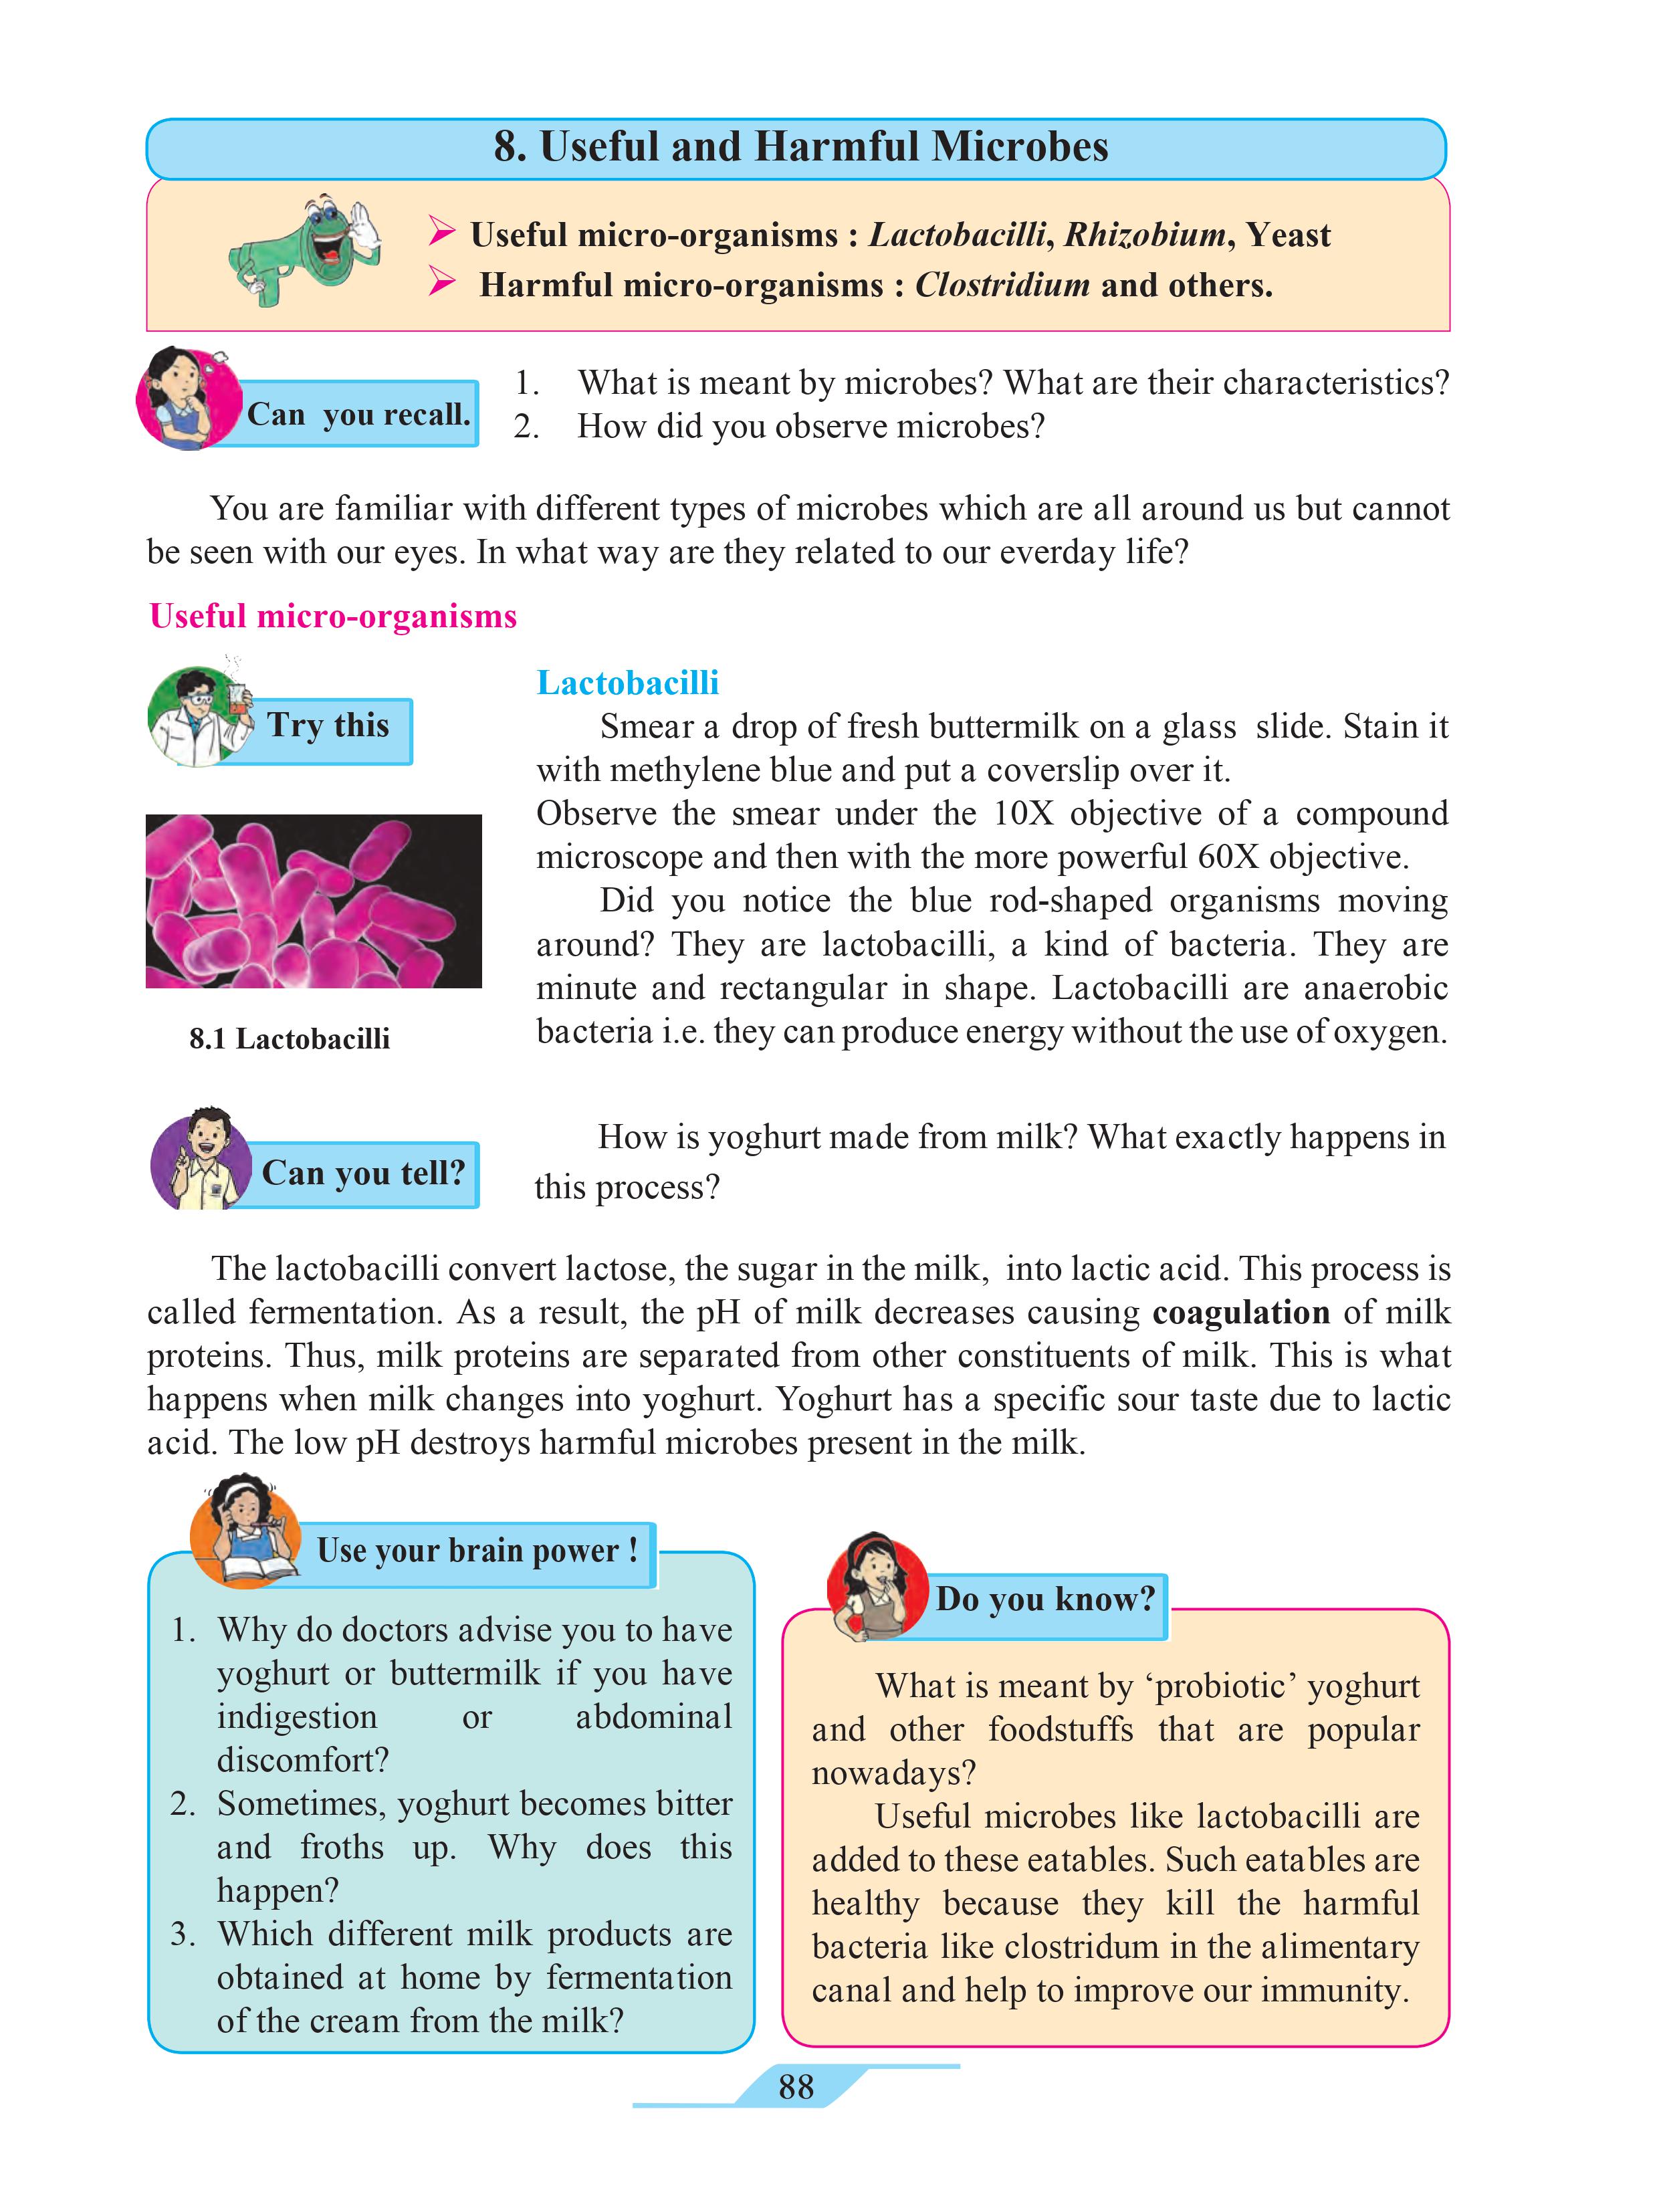 8. Useful and Harmful Microbes
Useful micro-organisms : Lactobacilli, Rhizobium, Yeast
Harmful micro-organisms : Clostridium and others.
Can you recall.
1. What is meant by microbes? What are their characteristics?
2. How did you observe microbes?
You are familiar with different types of microbes which are all around us but cannot
be seen with our eyes. In what way are they related to our everday life?
Useful micro-organisms
Try this
Lactobacilli
Smear a drop of fresh buttermilk on a glass slide. Stain it
with methylene blue and put a coverslip over it.
Observe the smear under the 10X objective of a compound
microscope and then with the more powerful 60X objective.
Did you notice the blue rod-shaped organisms moving
around? They are lactobacilli, a kind of bacteria. They are
minute and rectangular in shape. Lactobacilli are anaerobic
bacteria i.e. they can produce energy without the use of oxygen.
8.1 Lactobacilli
Can you tell?
How is yoghurt made from milk? What exactly happens in
this process?
The lactobacilli convert lactose, the sugar in the milk, into lactic acid. This process is
called fermentation. As a result, the pH of milk decreases causing coagulation of milk
proteins. Thus, milk proteins are separated from other constituents of milk. This is what
happens when milk changes into yoghurt. Yoghurt has a specific sour taste due to lactic
acid. The low pH destroys harmful microbes present in the milk.
Use your brain power !
1. Why do doctors advise you to have
yoghurt or buttermilk if you have
indigestion or abdominal
discomfort?
2. Sometimes, yoghurt becomes bitter
and froths up. Why does this
happen?
3. Which different milk products are
obtained at home by fermentation
of the cream from the milk?
Do you know?
What is meant by ‘probiotic’ yoghurt
and other foodstuffs that are popular
nowadays?
Useful microbes like lactobacilli are
added to these eatables. Such eatables are
healthy because they kill the harmful
bacteria like clostridum in the alimentary
canal and help to improve our immunity.
88